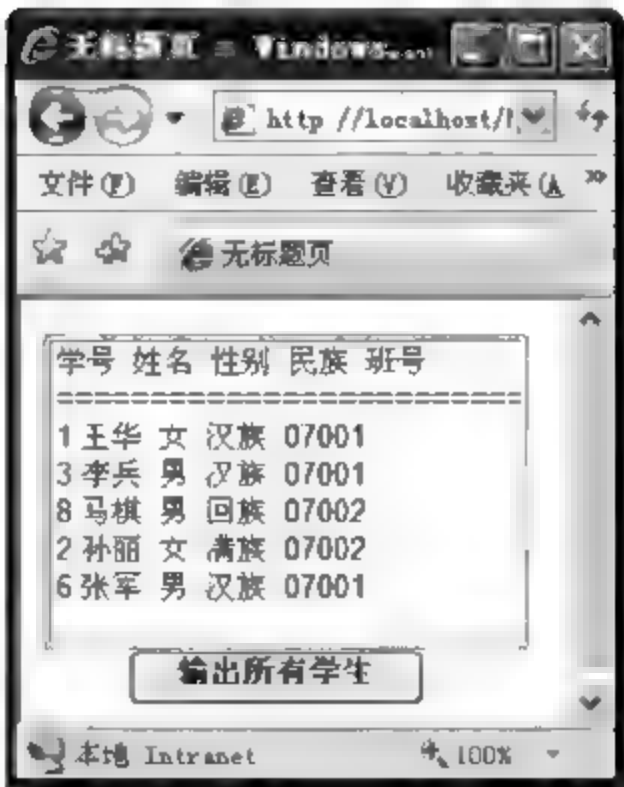 无标题页 - Windows...
http://localhost/
文件(F) 编辑(E) 查看(V) 收藏夹(A »
无标题页
学号 姓名 性别 民族 班号
==============================
1 王华 女 汉族 07001
3 李兵 男 汉族 07001
8 马棋 男 回族 07002
2 孙丽 女 满族 07002
6 张军 男 汉族 07001
输出所有学生
本地 Intranet 100%